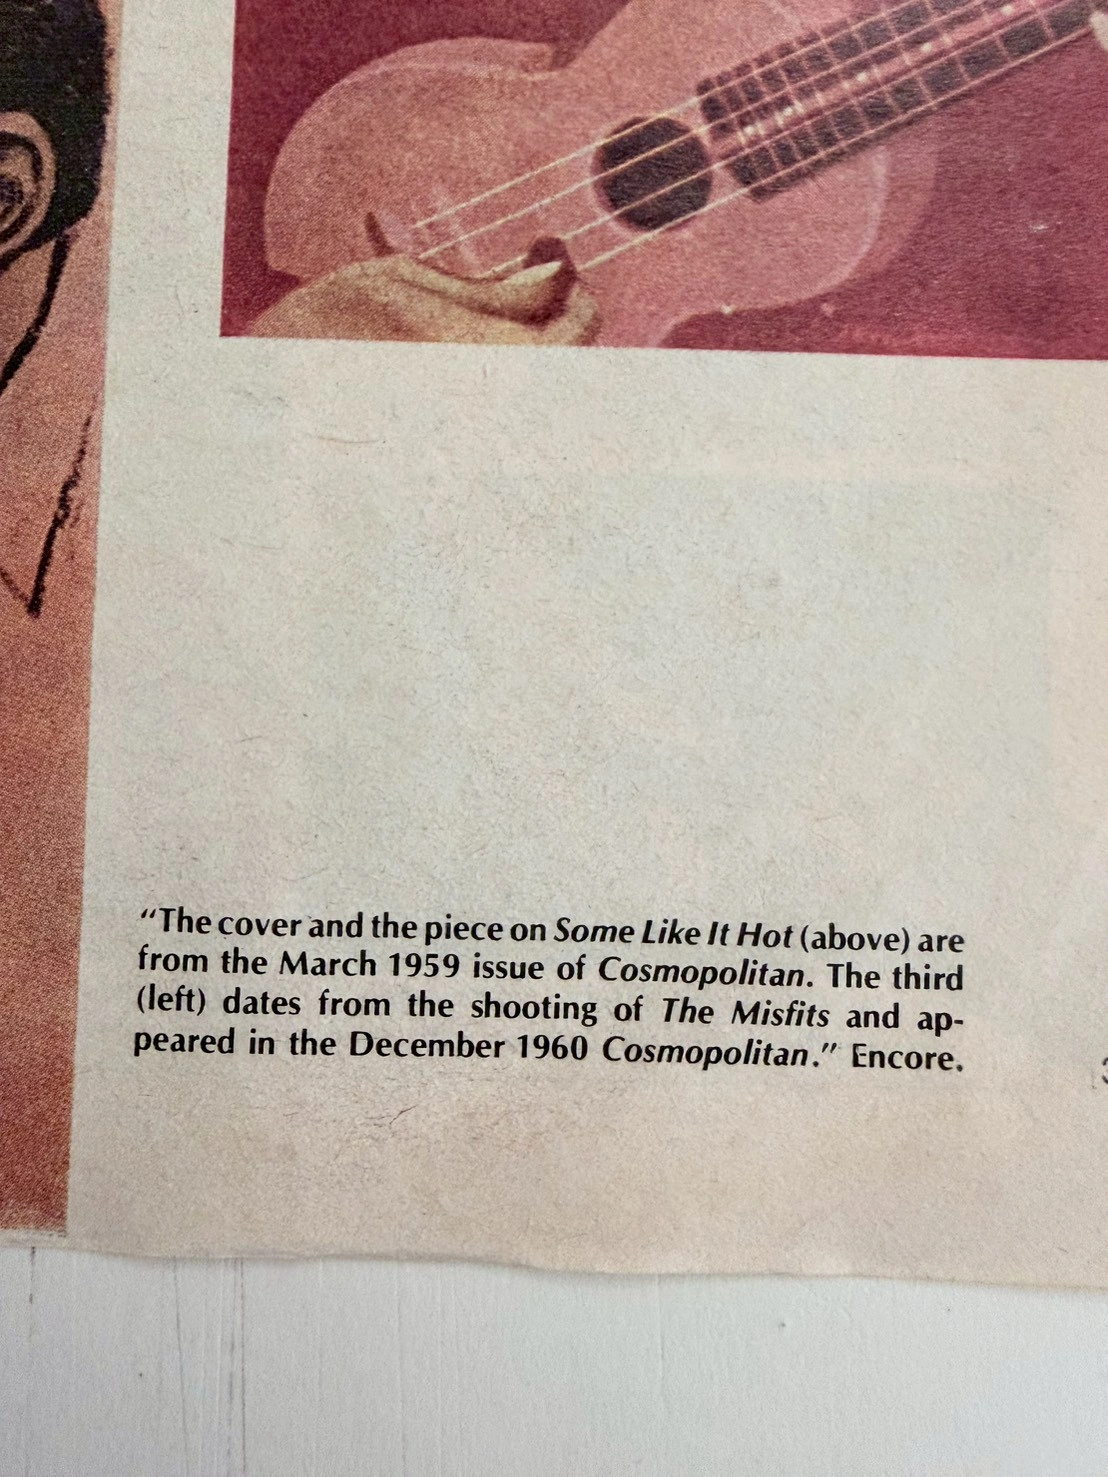 “The cover and the piece on Some Like It Hot (above) are
from the March 1959 issue of Cosmopolitan. The third
(left) dates from the shooting of The Misfits and ap-
peared in the December 1960 Cosmopolitan.” Encore.